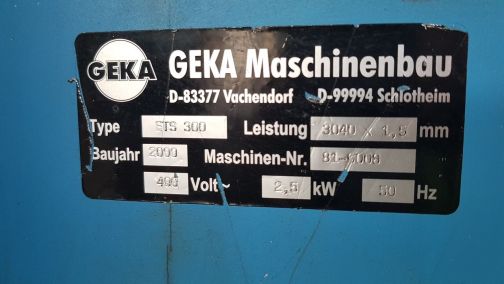 GEKA GEKA Maschinenbau
D-83377 Vachendorf D-99994 Schlotheim
Type STS 300 Leistung 3040 x 1,5 mm
Baujahr 2000 Maschinen-Nr.
400 Volt~ 2,5 kW 50 Hz